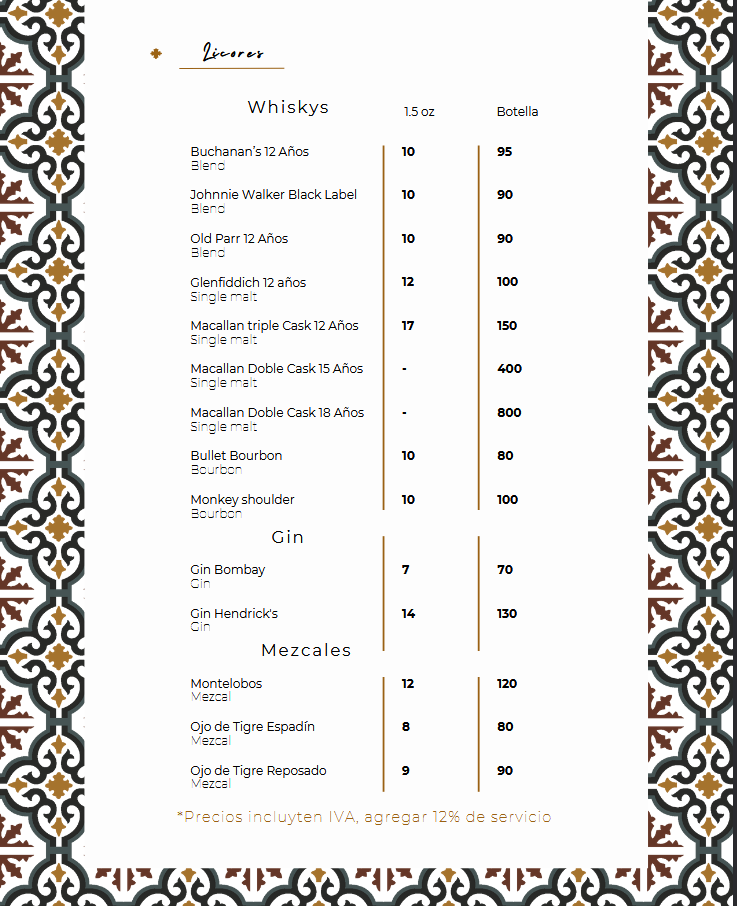 Licores
Whiskys 1.5 oz Botella
Buchanan's 12 Años 10 95
Blend
Johnnie Walker Black Label 10 90
Blend
Old Parr 12 Años 10 90
Blend
Glenfiddich 12 años 12 100
Single malt
Macallan triple Cask 12 Años 17 150
Single malt
Macallan Doble Cask 15 Años - 400
Single malt
Macallan Doble Cask 18 Años - 800
Single malt
Bullet Bourbon 10 80
Bourbon
Monkey shoulder 10 100
Bourbon
Gin
Gin Bombay 7 70
Gin
Gin Hendrick's 14 130
Gin
Mezcales
Montelobos 12 120
Mezcal
Ojo de Tigre Espadín 8 80
Mezcal
Ojo de Tigre Reposado 9 90
Mezcal
*Precios incluyten IVA, agregar 12% de servicio